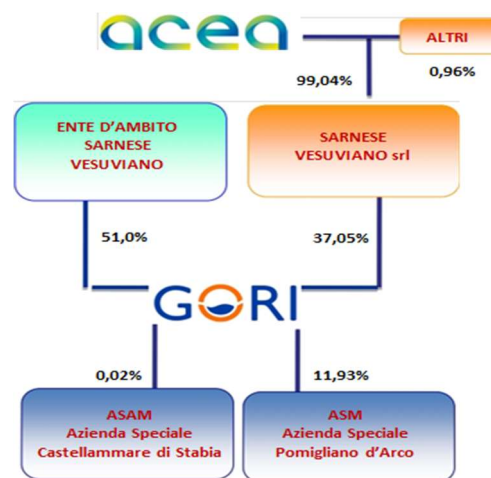 acea
ALTRI
99,04%
0,96%
ENTE D'AMBITO
SARNESE
VESUVIANO
SARNESE
VESUVIANO srl
51,0%
37,05%
GORI
0,02%
11,93%
ASAM
Azienda Speciale
Castellammare di Stabia
ASM
Azienda Speciale
Pomigliano d'Arco